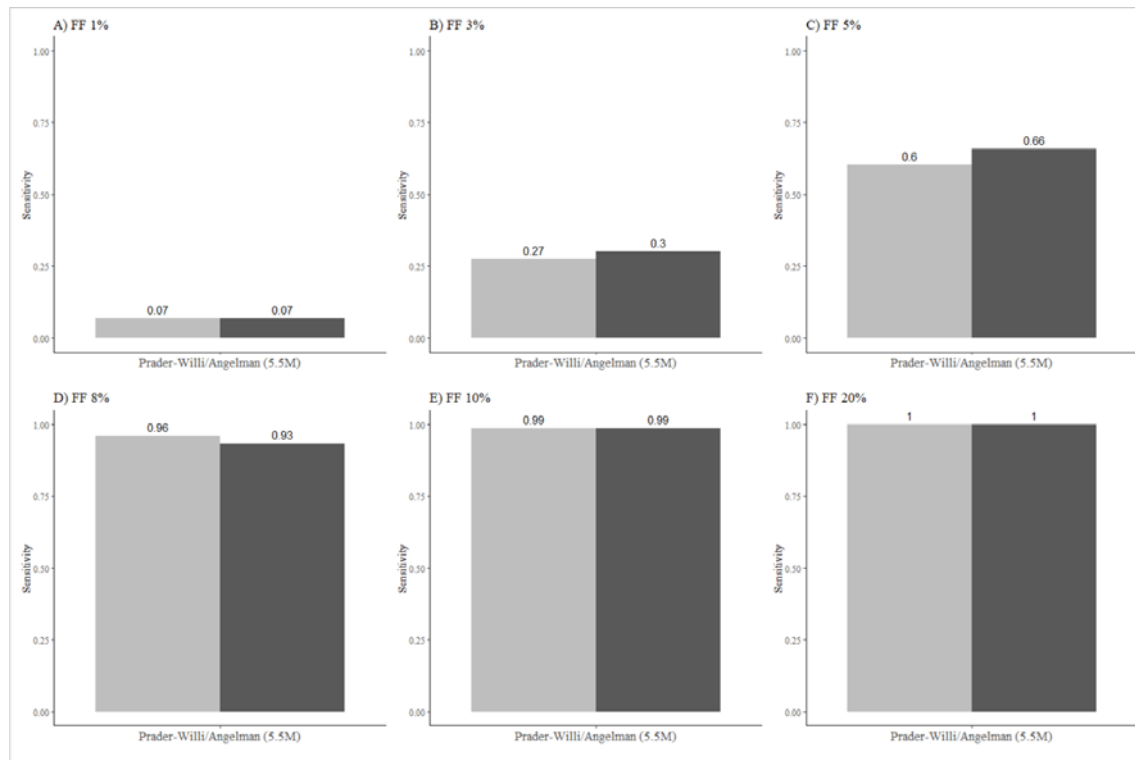 A) FF 1%
1.00
0.75
0.50
0.25
0.00
Sensitivity
0.07
0.07
Prader-Willi/Angelman (5.5M)
B) FF 3%
1.00
0.75
0.50
0.25
0.00
Sensitivity
0.27
0.3
Prader-Willi/Angelman (5.5M)
C) FF 5%
1.00
0.75
0.50
0.25
0.00
Sensitivity
0.6
0.66
Prader-Willi/Angelman (5.5M)
D) FF 8%
1.00
0.75
0.50
0.25
0.00
Sensitivity
0.96
0.93
Prader-Willi/Angelman (5.5M)
E) FF 10%
1.00
0.75
0.50
0.25
0.00
Sensitivity
0.99
0.99
Prader-Willi/Angelman (5.5M)
F) FF 20%
1.00
0.75
0.50
0.25
0.00
Sensitivity
1
1
Prader-Willi/Angelman (5.5M)